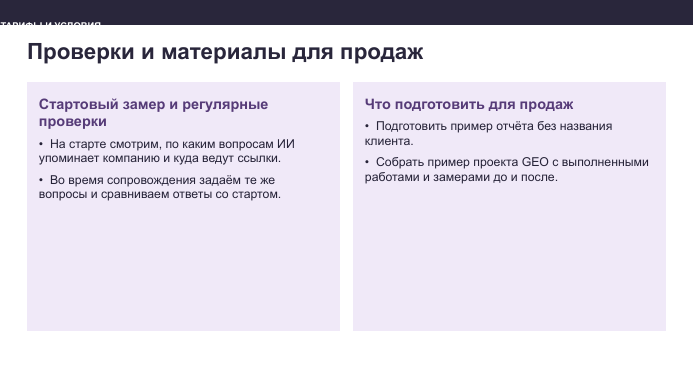 ТАРИФЫ И УСЛОВИЯ
Проверки и материалы для продаж
Стартовый замер и регулярные
проверки
• На старте смотрим, по каким вопросам ИИ
упоминает компанию и куда ведут ссылки.
• Во время сопровождения задаём те же
вопросы и сравниваем ответы со стартом.
Что подготовить для продаж
• Подготовить пример отчёта без названия
клиента.
• Собрать пример проекта GEO с выполненными
работами и замерами до и после.